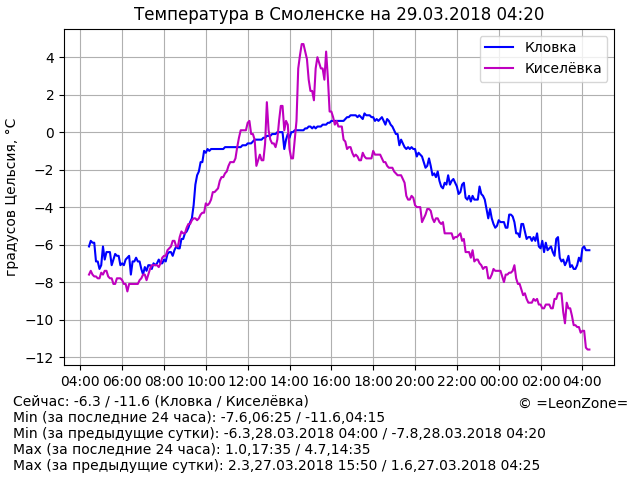 Температура в Смоленске на 29.03.2018 04:20
градусов Цельсия, °C
4
2
0
−2
−4
−6
−8
−10
−12
Кловка
Киселёвка
04:00 06:00 08:00 10:00 12:00 14:00 16:00 18:00 20:00 22:00 00:00 02:00 04:00
Сейчас: -6.3 / -11.6 (Кловка / Киселёвка)
© =LeonZone=
Min (за последние 24 часа): -7.6,06:25 / -11.6,04:15
Min (за предыдущие сутки): -6.3,28.03.2018 04:00 / -7.8,28.03.2018 04:20
Max (за последние 24 часа): 1.0,17:35 / 4.7,14:35
Max (за предыдущие сутки): 2.3,27.03.2018 15:50 / 1.6,27.03.2018 04:25